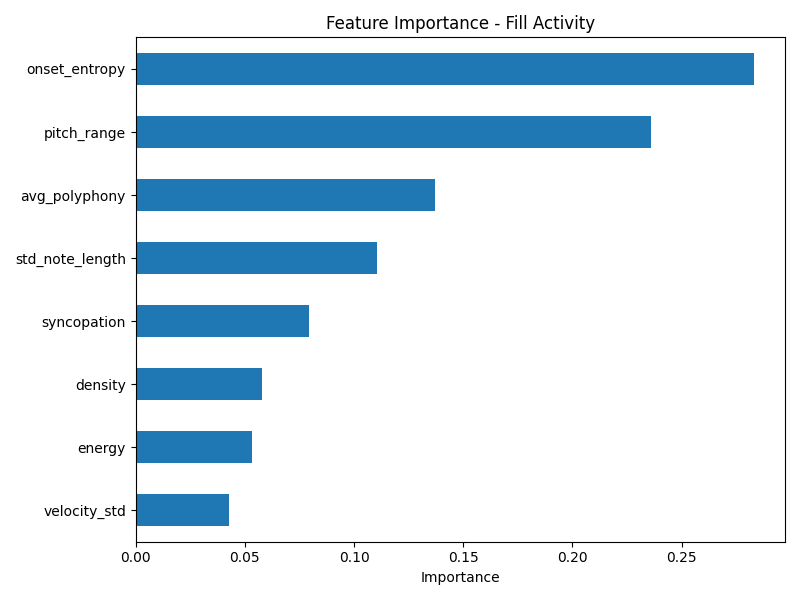 Feature Importance - Fill Activity
onset_entropy
pitch_range
avg_polyphony
std_note_length
syncopation
density
energy
velocity_std
0.00 0.05 0.10 0.15 0.20 0.25
Importance